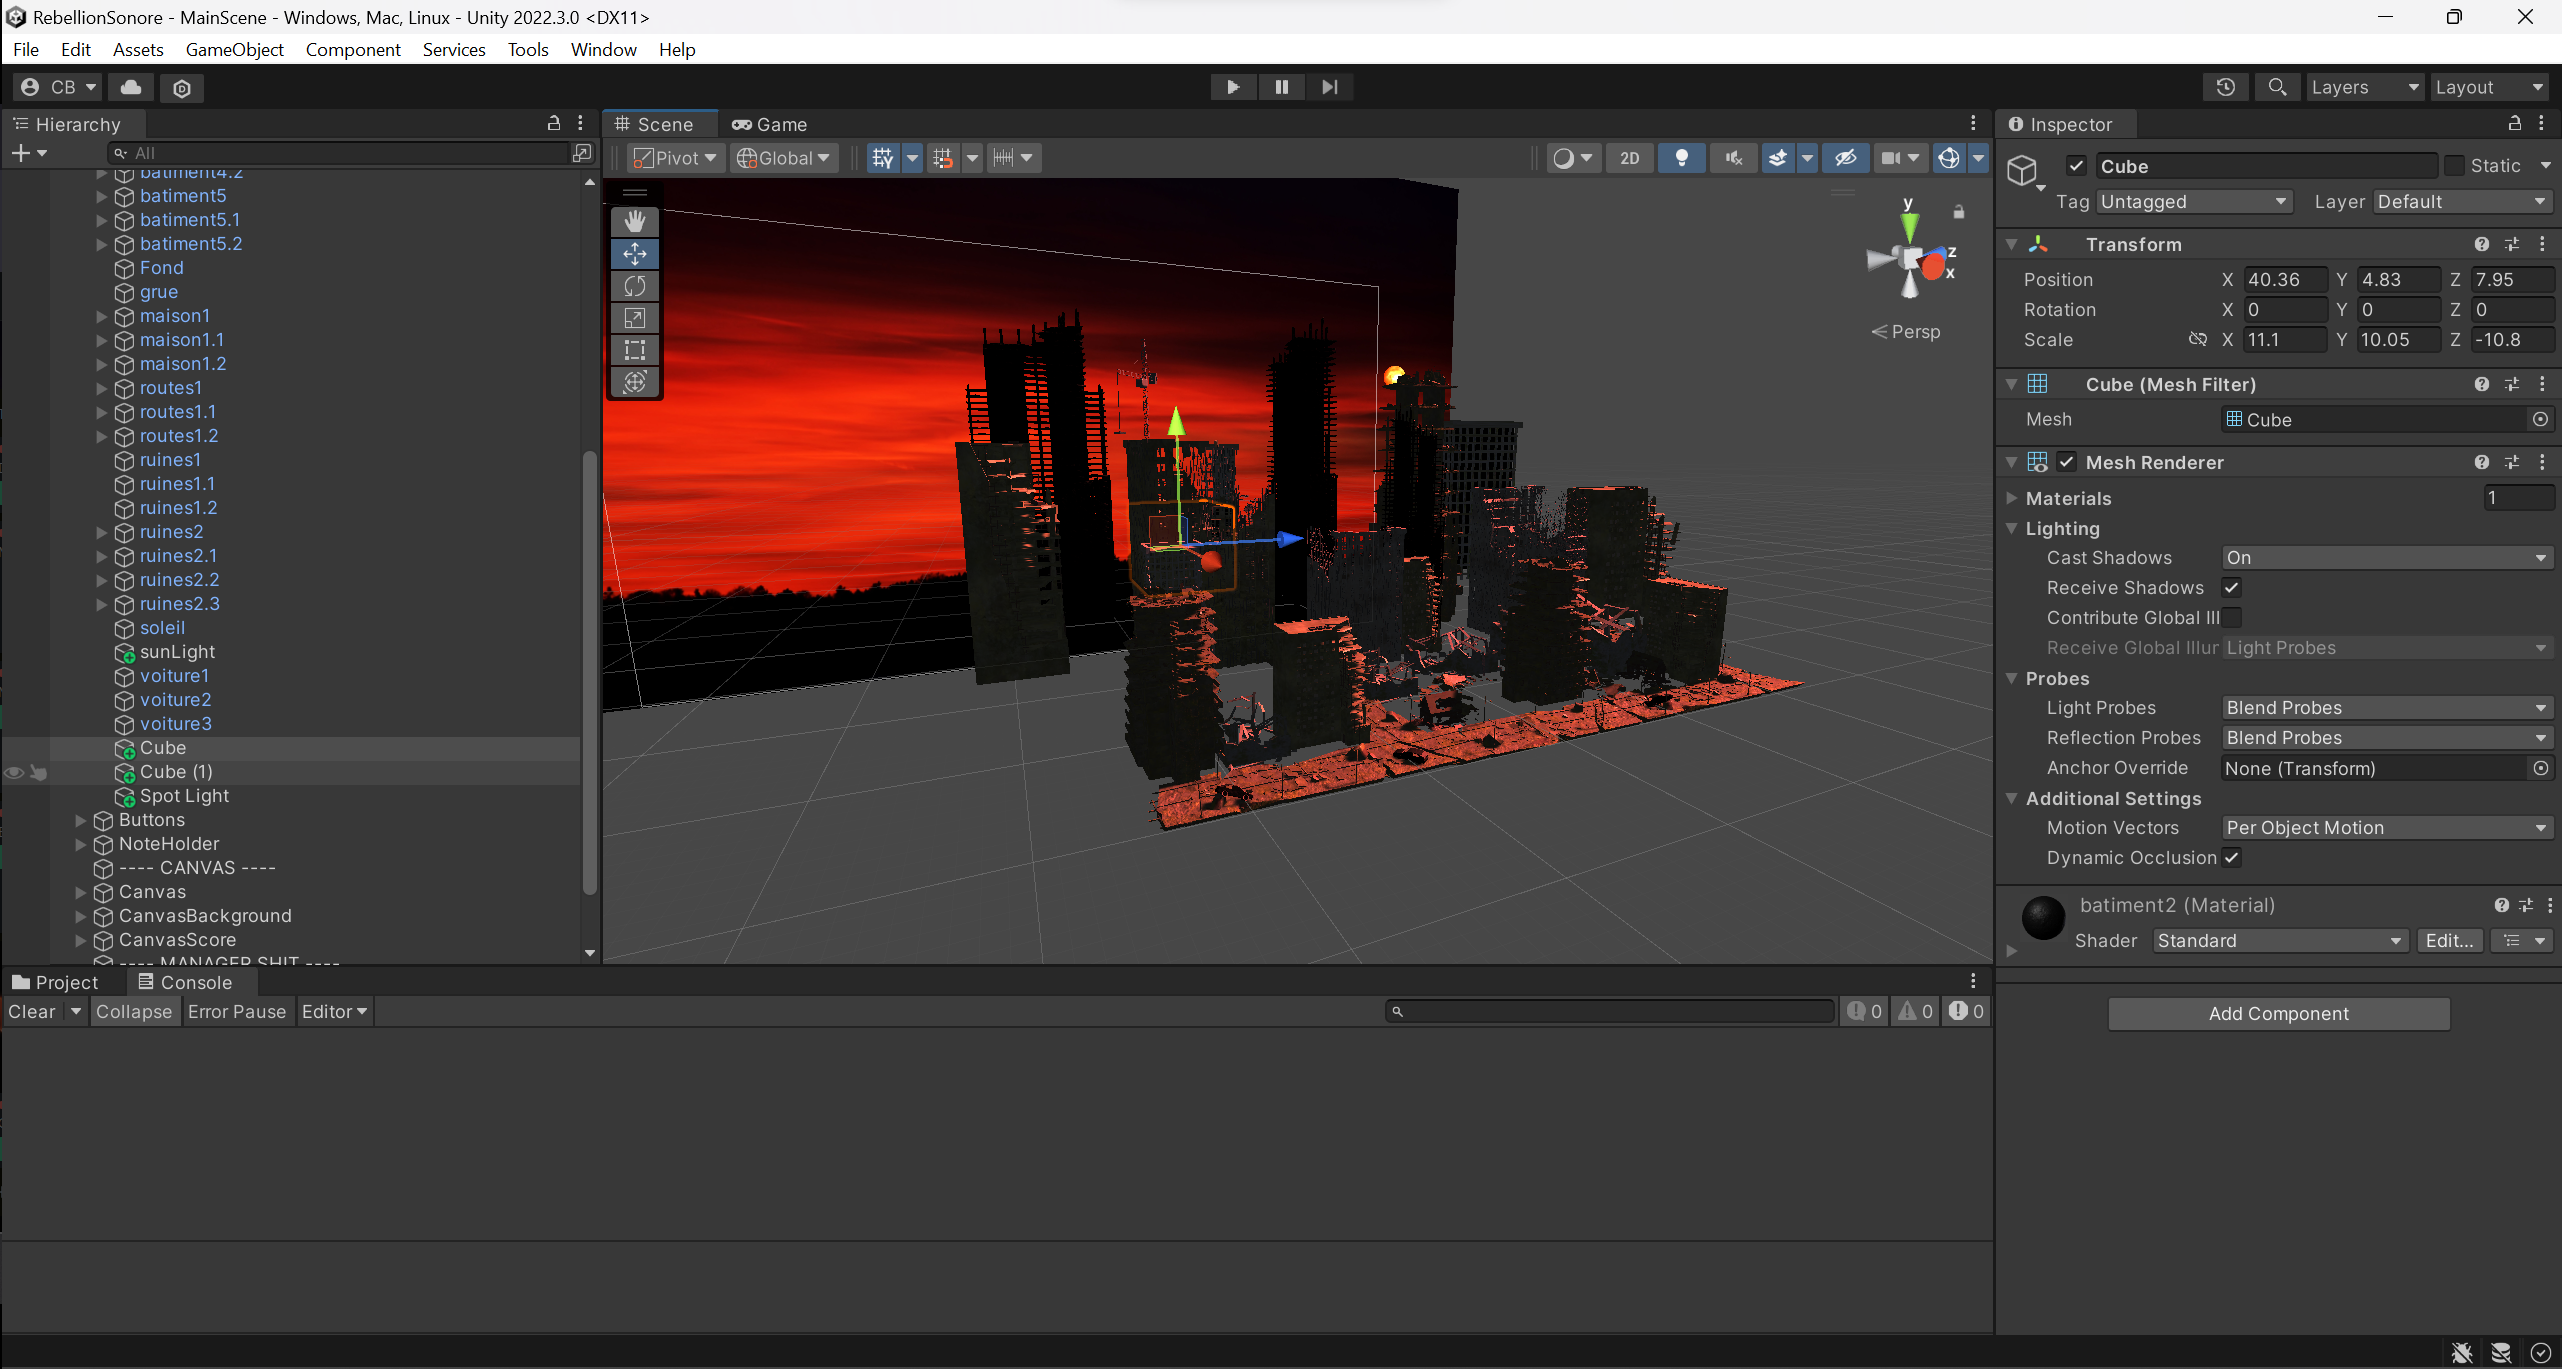 RebellionSonore - MainScene - Windows, Mac, Linux - Unity 2022.3.0 <DX11>
File Edit Assets GameObject Component Services Tools Window Help
CB
Layers
Layout
Hierarchy
All
batiment4.2
batiment5
batiment5.1
batiment5.2
Fond
grue
maison1
maison1.1
maison1.2
routes1
routes1.1
routes1.2
ruines1
ruines1.1
ruines1.2
ruines2
ruines2.1
ruines2.2
ruines2.3
soleil
sunLight
voiture1
voiture2
voiture3
Cube
Cube (1)
Spot Light
Buttons
NoteHolder
---- CANVAS ----
Canvas
CanvasBackground
CanvasScore
---- MANAGER SHIT ----
Scene Game
Pivot Global
2D
y
z
x
Persp
Inspector
Cube
Static
Tag Untagged Layer Default
Transform
Position X 40.36 Y 4.83 Z 7.95
Rotation X 0 Y 0 Z 0
Scale X 11.1 Y 10.05 Z -10.8
Cube (Mesh Filter)
Mesh Cube
Mesh Renderer
Materials 1
Lighting
Cast Shadows On
Receive Shadows
Contribute Global Ill
Receive Global Illur Light Probes
Probes
Light Probes Blend Probes
Reflection Probes Blend Probes
Anchor Override None (Transform)
Additional Settings
Motion Vectors Per Object Motion
Dynamic Occlusion
batiment2 (Material)
Shader Standard Edit...
Add Component
Project Console
Clear Collapse Error Pause Editor
0 0 0